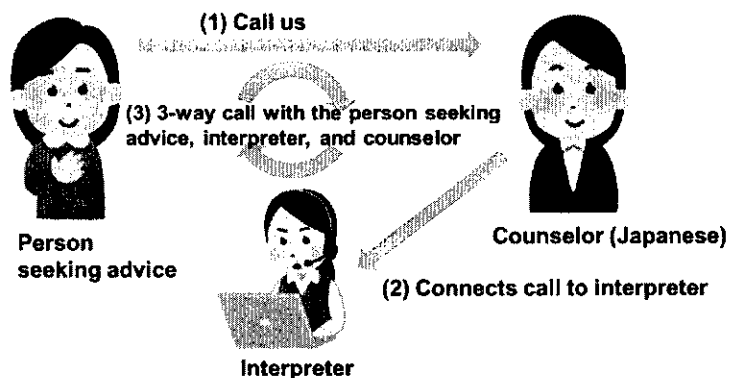 (1) Call us
(3) 3-way call with the person seeking
advice, interpreter, and counselor
Person
seeking advice
Counselor (Japanese)
(2) Connects call to interpreter
Interpreter